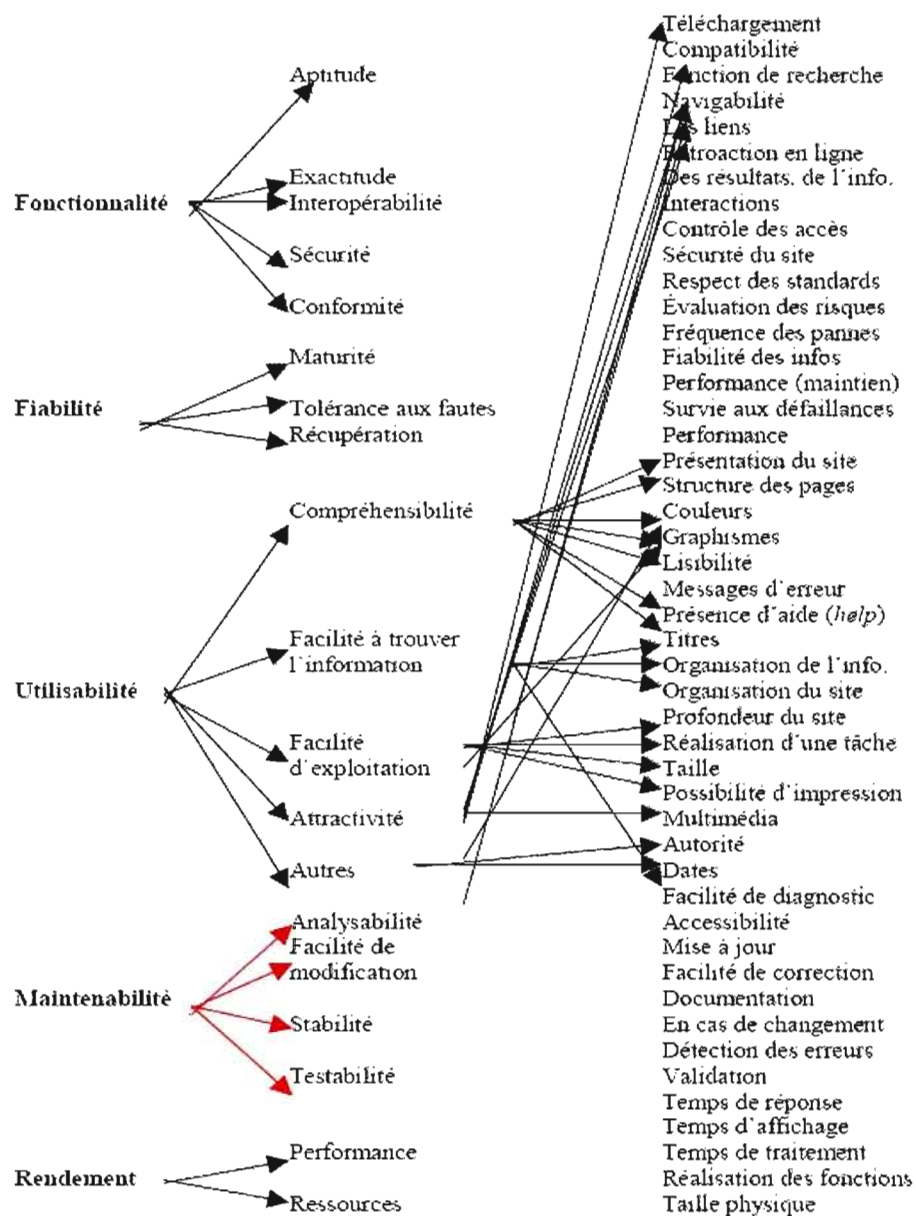 Fonctionnalité
Fiabilité
Utilisabilité
Maintenabilité
Rendement
Aptitude
Exactitude
Interopérabilité
Sécurité
Conformité
Maturité
Tolérance aux fautes
Récupération
Compréhensibilité
Facilité à trouver
l'information
Facilité
d'exploitation
Attractivité
Autres
Analysabilité
Facilité de
modification
Stabilité
Testabilité
Performance
Ressources
Téléchargement
Compatibilité
Fonction de recherche
Navigabilité
Les liens
Rétroaction en ligne
Des résultats. de l'info.
Interactions
Contrôle des accès
Sécurité du site
Respect des standards
Évaluation des risques
Fréquence des pannes
Fiabilité des infos
Performance (maintien)
Survie aux défaillances
Performance
Présentation du site
Structure des pages
Couleurs
Graphismes
Lisibilité
Messages d'erreur
Présence d'aide (help)
Titres
Organisation de l'info.
Organisation du site
Profondeur du site
Réalisation d'une tâche
Taille
Possibilité d'impression
Multimédia
Autorité
Dates
Facilité de diagnostic
Accessibilité
Mise à jour
Facilité de correction
Documentation
En cas de changement
Détection des erreurs
Validation
Temps de réponse
Temps d'affichage
Temps de traitement
Réalisation des fonctions
Taille physique